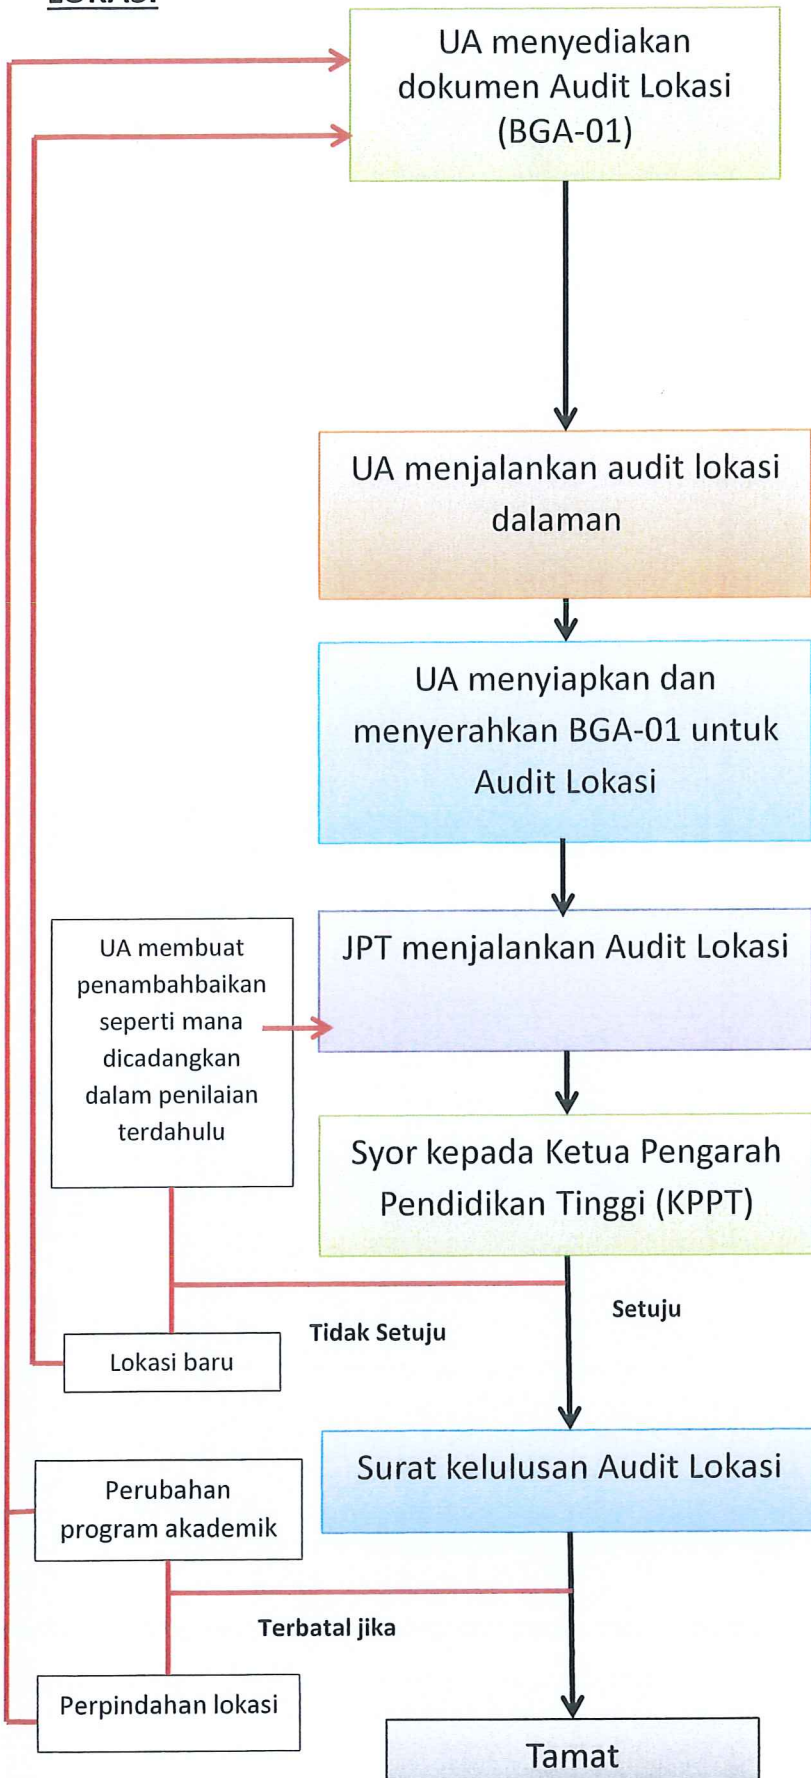 LOKASI
UA menyediakan
dokumen Audit Lokasi
(BGA-01)
UA menjalankan audit lokasi
dalaman
UA menyiapkan dan
menyerahkan BGA-01 untuk
Audit Lokasi
JPT menjalankan Audit Lokasi
UA membuat
penambahbaikan
seperti mana
dicadangkan
dalam penilaian
terdahulu
Syor kepada Ketua Pengarah
Pendidikan Tinggi (KPPT)
Setuju
Tidak Setuju
Lokasi baru
Surat kelulusan Audit Lokasi
Perubahan
program akademik
Terbatal jika
Perpindahan lokasi
Tamat